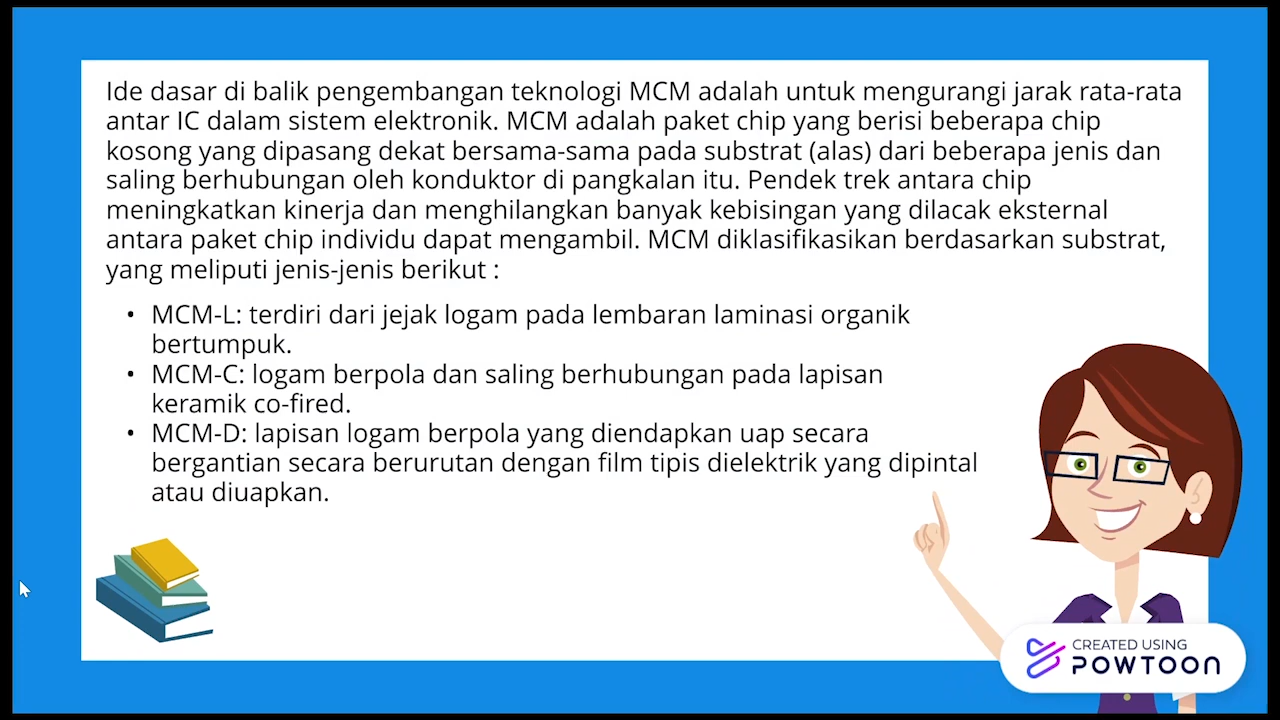 Ide dasar di balik pengembangan teknologi MCM adalah untuk mengurangi jarak rata-rata
antar IC dalam sistem elektronik. MCM adalah paket chip yang berisi beberapa chip
kosong yang dipasang dekat bersama-sama pada substrat (alas) dari beberapa jenis dan
saling berhubungan oleh konduktor di pangkalan itu. Pendek trek antara chip
meningkatkan kinerja dan menghilangkan banyak kebisingan yang dilacak eksternal
antara paket chip individu dapat mengambil. MCM diklasifikasikan berdasarkan substrat,
yang meliputi jenis-jenis berikut :
• MCM-L: terdiri dari jejak logam pada lembaran laminasi organik
bertumpuk.
• MCM-C: logam berpola dan saling berhubungan pada lapisan
keramik co-fired.
• MCM-D: lapisan logam berpola yang diendapkan uap secara
bergantian secara berurutan dengan film tipis dielektrik yang dipintal
atau diuapkan.
CREATED USING
POWTOON